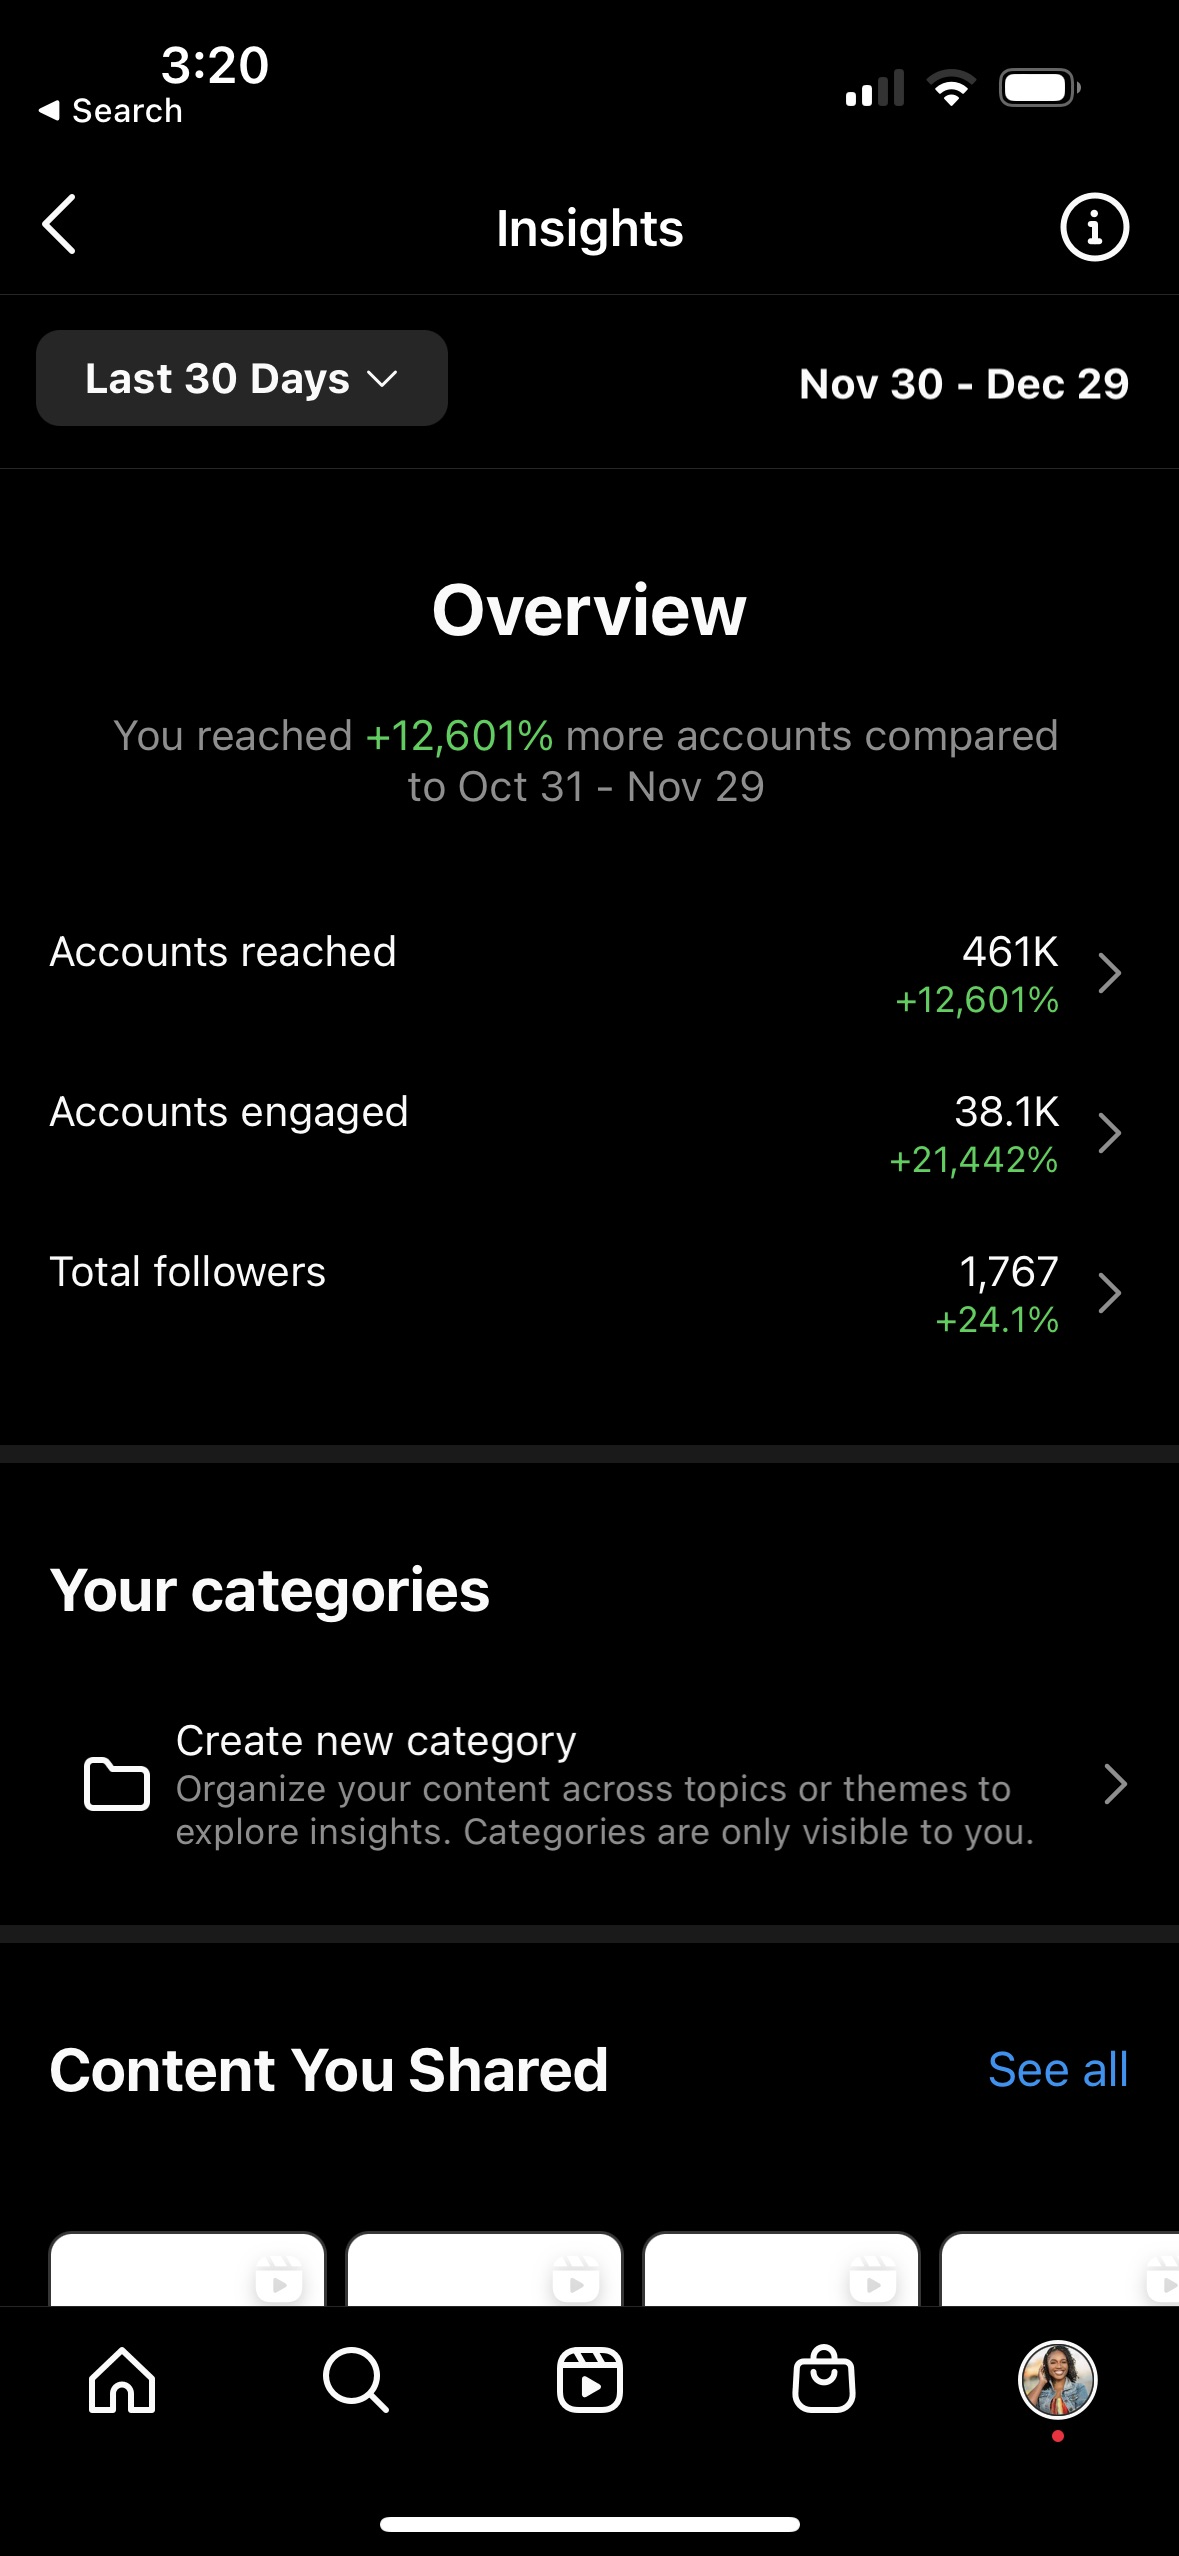 3:20
Search
Insights
Last 30 Days
Nov 30 - Dec 29
Overview
You reached +12,601% more accounts compared
to Oct 31 - Nov 29
Accounts reached
461K
+12,601%
Accounts engaged
38.1K
+21,442%
Total followers
1,767
+24.1%
Your categories
Create new category
Organize your content across topics or themes to
explore insights. Categories are only visible to you.
Content You Shared
See all